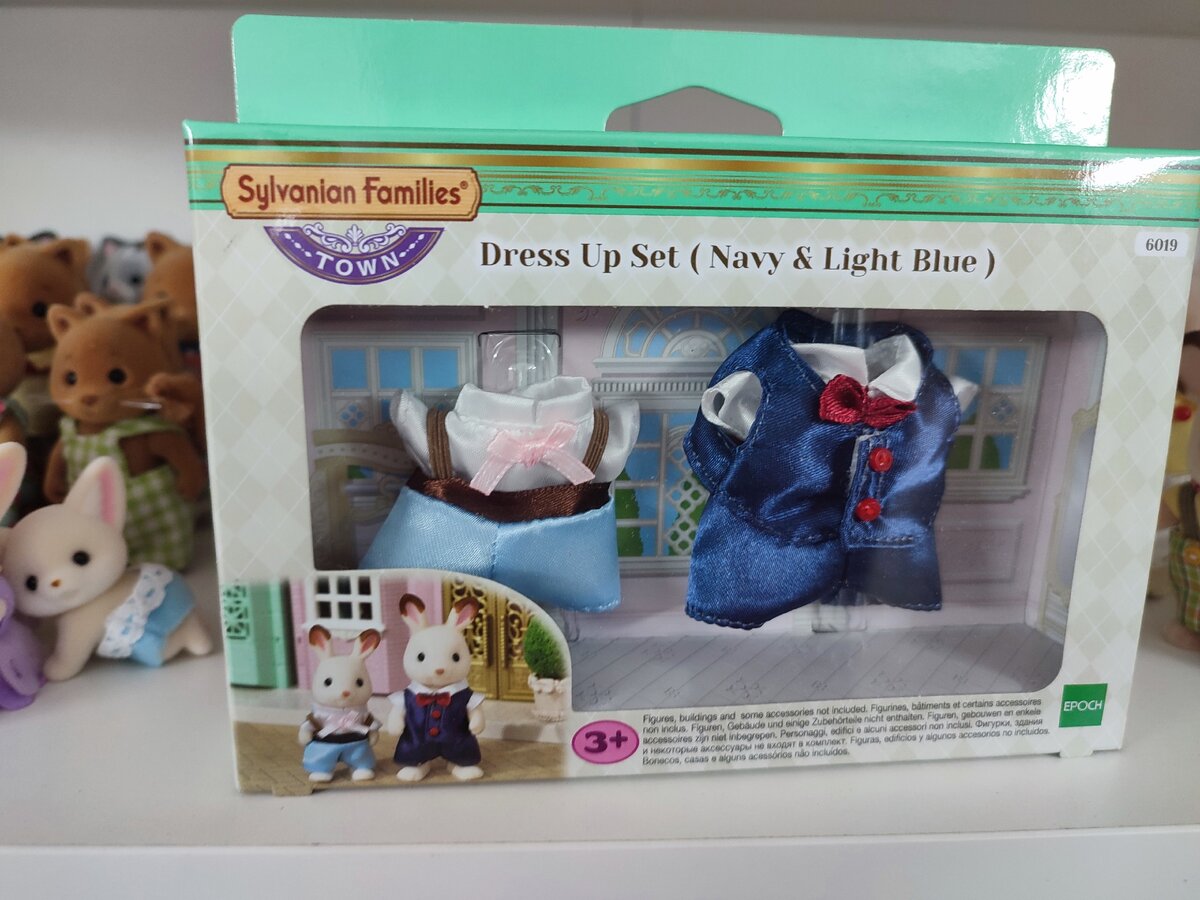 Sylvanian Families®
TOWN
Dress Up Set ( Navy & Light Blue )
6019
3+
Figures, buildings and some accessories not included. Figurines, bâtiments et certains accessoires
non inclus. Figuren, Gebäude und einige Zubehörteile nicht enthalten. Figuren, gebouwen en enkele
accessoires zijn niet inbegrepen. Personaggi, edifici e alcuni accessori non inclusi. Фигурки, здания
и некоторые аксессуары не входят в комплект. Figuras, edificios y algunos accesorios no incluidos.
Bonecos, casas e alguns acessórios não incluídos.
EPOCH